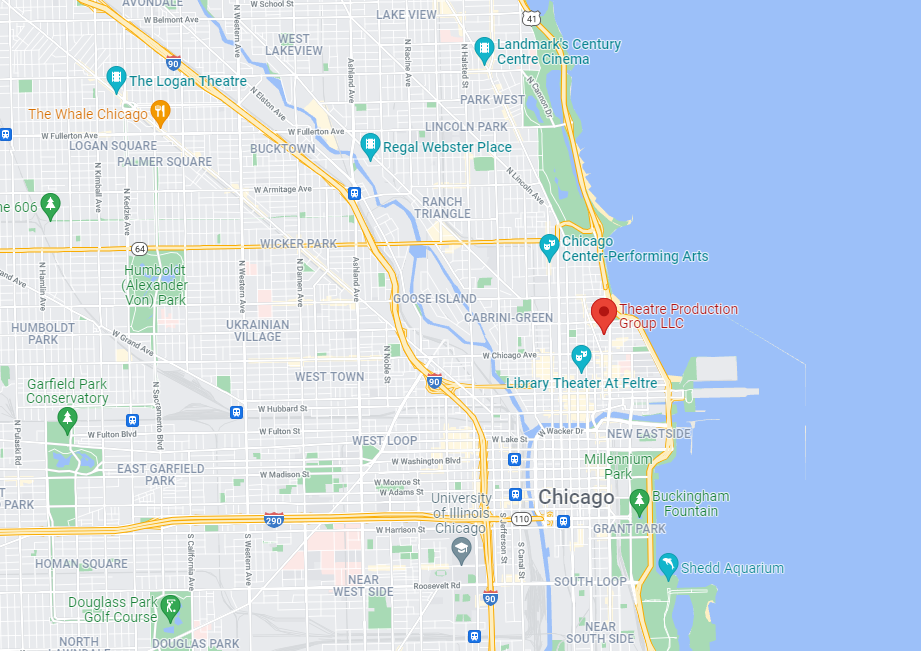 AVONDALE
W School St
W Belmont Ave
LAKE VIEW
41
N Western Ave
WEST
LAKEVIEW
N Racine Ave
N Halsted St
Landmark's Century
Centre Cinema
90
Ashland Ave
The Logan Theatre
N Elston Ave
PARK WEST
N Cannon Dr
The Whale Chicago
W Fullerton Ave
W Fullerton Ave
LINCOLN PARK
LOGAN SQUARE
BUCKTOWN
Regal Webster Place
PALMER SQUARE
N Kimball Ave
N Kedzie Ave
W Armitage Ave
N Lincoln Ave
he 606
RANCH
TRIANGLE
64
WICKER PARK
Chicago
Center-Performing Arts
Humboldt
(Alexander
Von) Park
N Hamlin Ave
and Ave
N Western Ave
N Damen Ave
Ashland Ave
GOOSE ISLAND
Theatre Production
Group LLC
CABRINI-GREEN
HUMBOLDT
PARK
W Grand Ave
UKRAINIAN
VILLAGE
N Noble St
W Chicago Ave
WEST TOWN
90
Library Theater At Feltre
Garfield Park
Conservatory
N Sacramento Blvd
W Hubbard St
N Pulaski Rd
W Fulton Blvd
W Fulton St
WEST LOOP
W Lake St
W Wacker Dr
NEW EASTSIDE
W Washington Blvd
Millennium
Park
EAST GARFIELD
PARK
W Madison St
W Monroe St
W Adams St
T
D PARK
University
of Illinois
Chicago
Chicago
Buckingham
Fountain
290
110
W Harrison St
GRANT PARK
S Jefferson St
S Canal St
S California Ave
S Western Ave
HOMAN SQUARE
Shedd Aquarium
NEAR
WEST SIDE
Roosevelt Rd
SOUTH LOOP
Douglass Park
Golf Course
90
NEAR
SOUTH SIDE
NORTH
LAWNDALE
DOUGLAS PARK